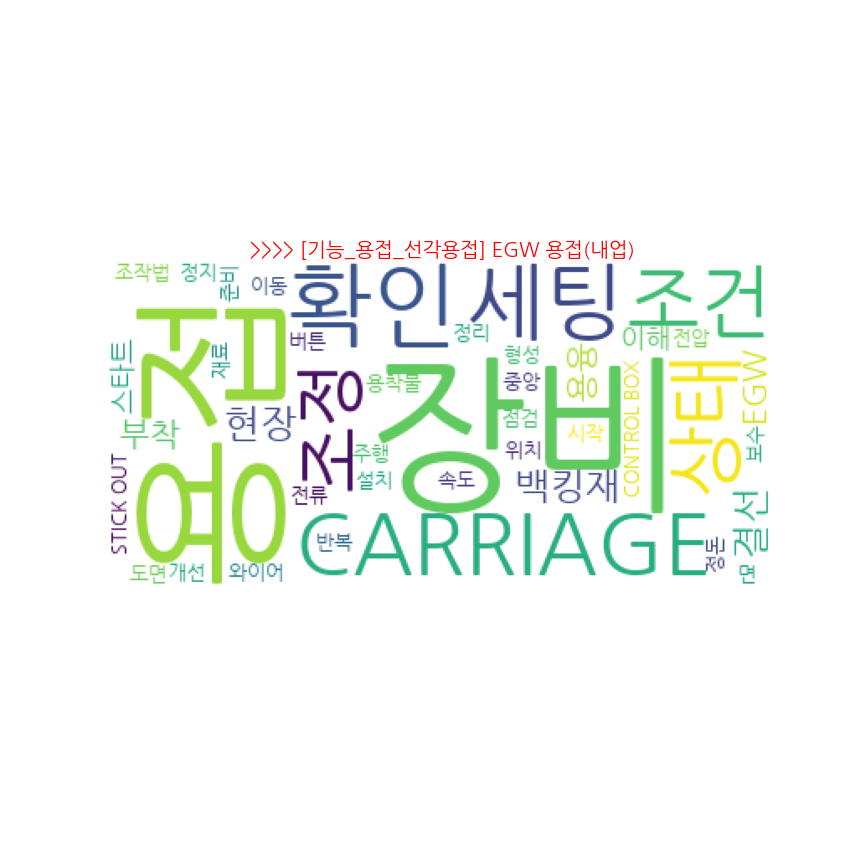 >>>> [기능_용접_선각용접] EGW 용접(내업)
조작법
정지
준비
이동
확인
세팅
조건
버튼
정리
이해
전압
스타트
재료
용접
조정
용착물
형성
중앙
용융
장비
상태
CONTROL BOX
EGW
부착
현장
점검
시작
보수
주행
위치
STICK OUT
전류
설치
속도
백킹재
결선
CARRIAGE
반복
정돈
도면
개선
와이어
면